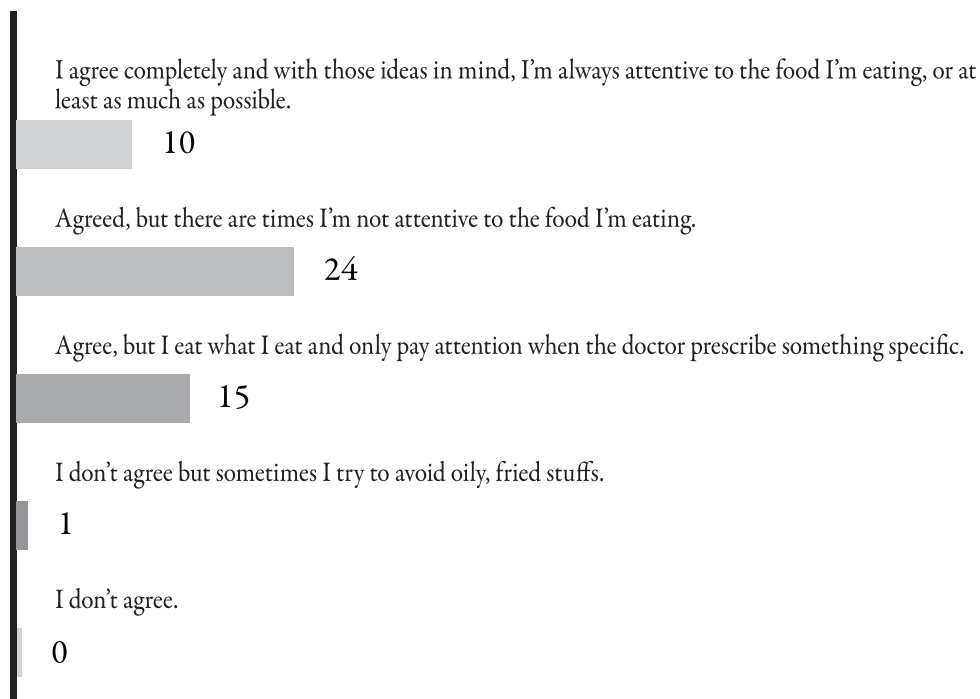 I agree completely and with those ideas in mind, I’m always attentive to the food I’m eating, or at
least as much as possible.
10
Agreed, but there are times I’m not attentive to the food I’m eating.
24
Agree, but I eat what I eat and only pay attention when the doctor prescribe something specific.
15
I don’t agree but sometimes I try to avoid oily, fried stuffs.
1
I don’t agree.
0